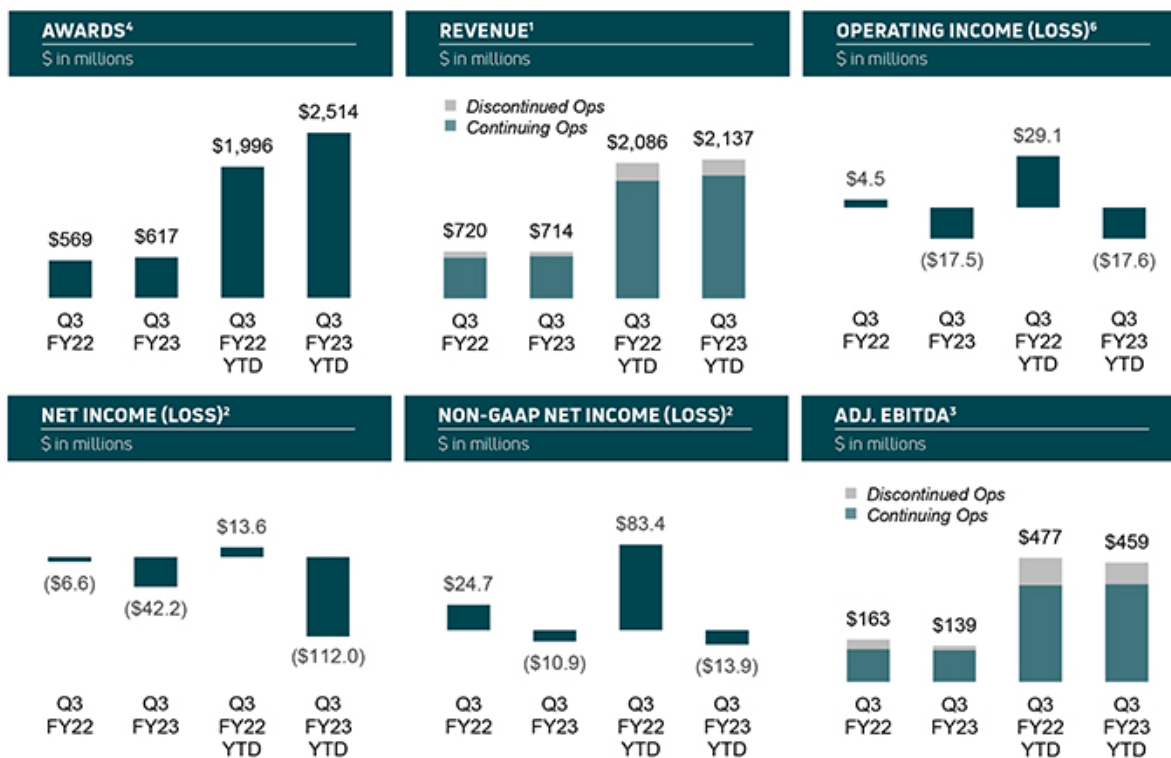 AWARDS⁴
$ in millions
$2,514
$1,996
$569
$617
Q3 FY22
Q3 FY23
Q3 FY22 YTD
Q3 FY23 YTD
REVENUE¹
$ in millions
Discontinued Ops
Continuing Ops
$2,086
$2,137
$720
$714
Q3 FY22
Q3 FY23
Q3 FY22 YTD
Q3 FY23 YTD
OPERATING INCOME (LOSS)⁶
$ in millions
$29.1
$4.5
($17.5)
($17.6)
Q3 FY22
Q3 FY23
Q3 FY22 YTD
Q3 FY23 YTD
NET INCOME (LOSS)²
$ in millions
$13.6
($6.6)
($42.2)
($112.0)
Q3 FY22
Q3 FY23
Q3 FY22 YTD
Q3 FY23 YTD
NON-GAAP NET INCOME (LOSS)²
$ in millions
$83.4
$24.7
($10.9)
($13.9)
Q3 FY22
Q3 FY23
Q3 FY22 YTD
Q3 FY23 YTD
ADJ. EBITDA³
$ in millions
Discontinued Ops
Continuing Ops
$477
$459
$163
$139
Q3 FY22
Q3 FY23
Q3 FY22 YTD
Q3 FY23 YTD